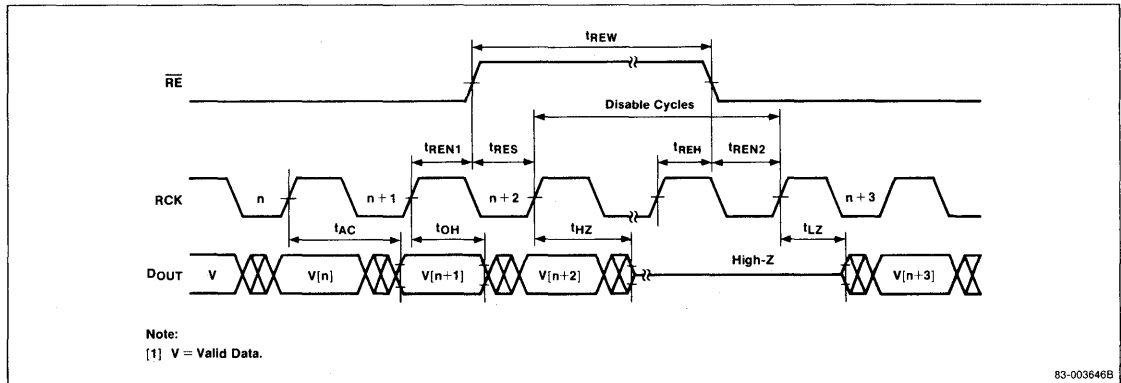 tREW
RE
Disable Cycles
tREN1 tRES tREH tREN2
RCK n n+1 n+2 n+3
tAC tOH tHZ tLZ
DOUT V V[n] V[n+1] V[n+2] High-Z V[n+3]
Note:
[1] V = Valid Data.
83-003646B